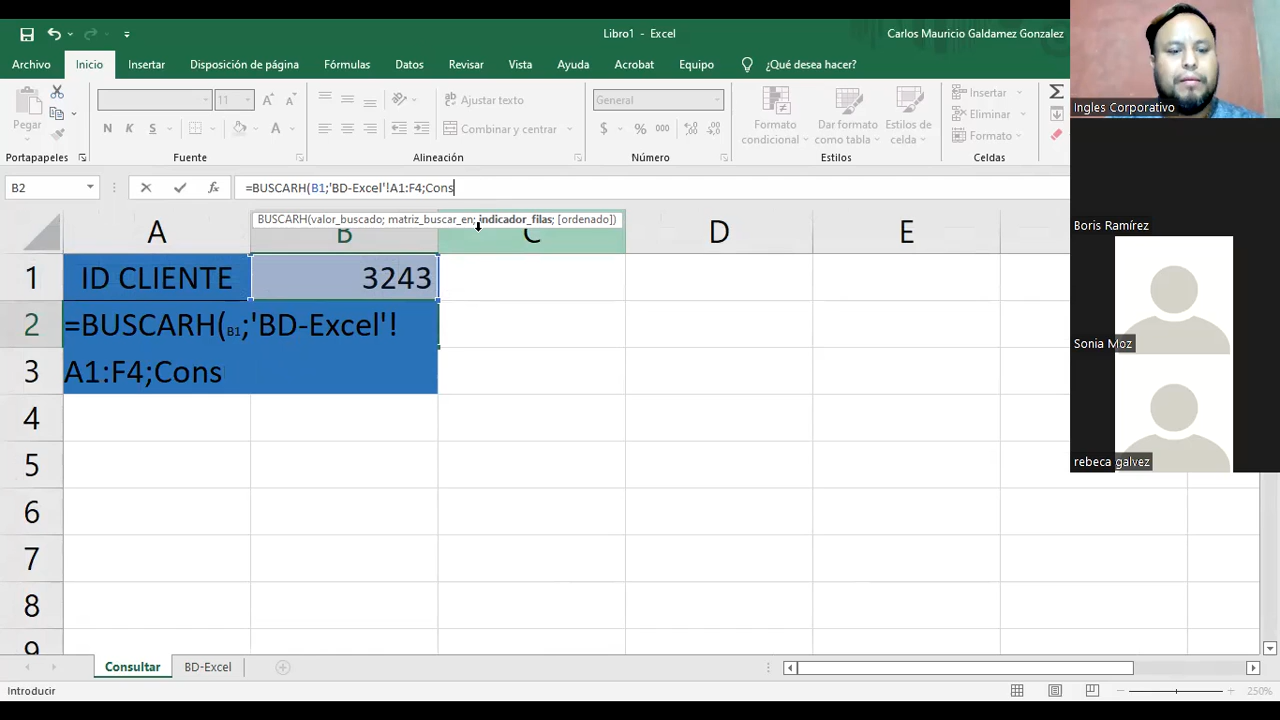 Libro1 - Excel
Carlos Mauricio Galdamez Gonzalez
Archivo Inicio Insertar Disposición de página Fórmulas Datos Revisar Vista Ayuda Acrobat Equipo ¿Qué desea hacer?
Pegar
11
A A
Ajustar texto
General
Formato condicional
Dar formato como tabla
Estilos de celda
Insertar
Eliminar
Formato
N K S
Combinar y centrar
$ % 000
Portapapeles Fuente Alineación Número Estilos Celdas
B2
fx
=BUSCARH(B1;'BD-Excel'!A1:F4;Cons
BUSCARH(valor_buscado; matriz_buscar_en; indicador_filas; [ordenado])
A B C D E
1 ID CLIENTE 3243
2 =BUSCARH(B1;'BD-Excel'!
3 A1:F4;Cons
4
5
6
7
8
9
Consultar BD-Excel
Introducir
250%
Ingles Corporativo
Boris Ramírez
Sonia Moz
rebeca galvez